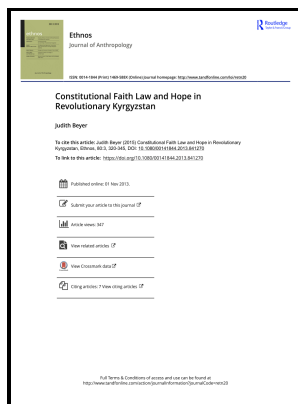 ethnos
Routledge
Ethnos
Journal of Anthropology
ISSN: 0014-1844 (Print) 1469-588X (Online) Journal homepage: http://www.tandfonline.com/loi/retn20
Constitutional Faith Law and Hope in
Revolutionary Kyrgyzstan
Judith Beyer
To cite this article: Judith Beyer (2015) Constitutional Faith Law and Hope in Revolutionary
Kyrgyzstan, Ethnos, 80:3, 320-345, DOI: 10.1080/00141844.2013.841270
To link to this article: https://doi.org/10.1080/00141844.2013.841270
Published online: 01 Nov 2013.
Submit your article to this journal
Article views: 347
View related articles
View Crossmark data
Citing articles: 7 View citing articles
Full Terms & Conditions of access and use can be found at
http://www.tandfonline.com/action/journalInformation?journalCode=retn20